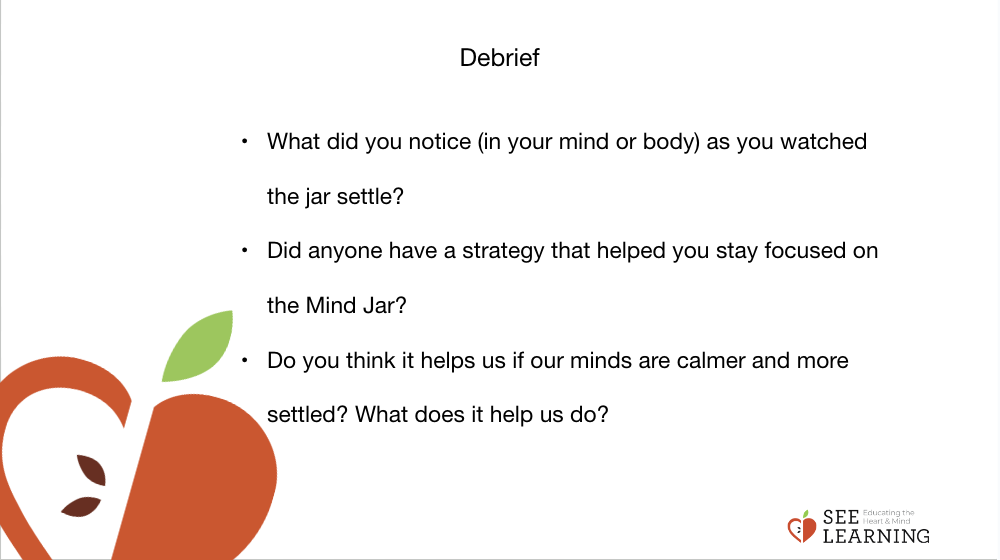 Debrief
• What did you notice (in your mind or body) as you watched
the jar settle?
• Did anyone have a strategy that helped you stay focused on
the Mind Jar?
• Do you think it helps us if our minds are calmer and more
settled? What does it help us do?
SEE Educating the
Heart & Mind
LEARNING